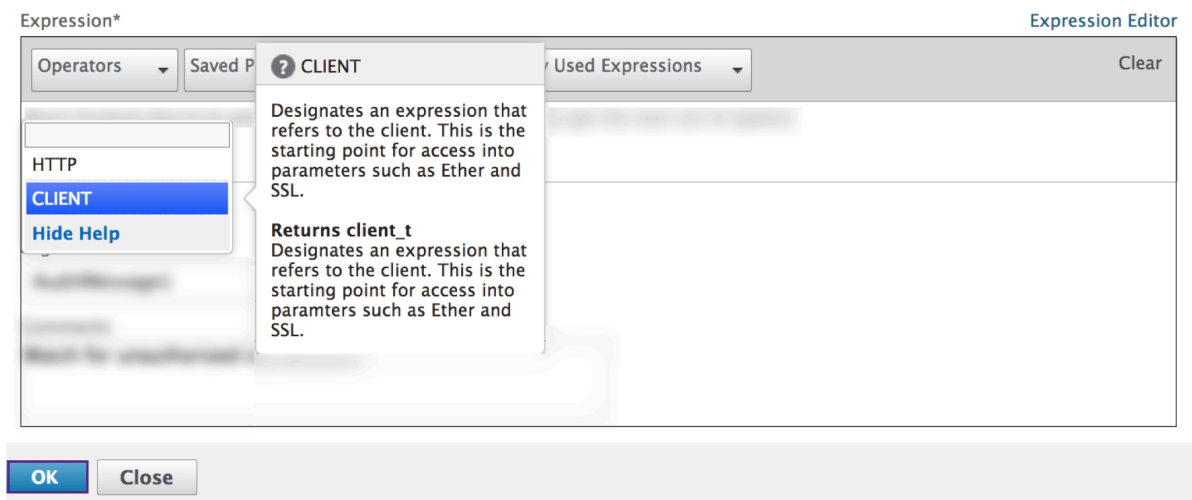 Expression*
Expression Editor
Operators
Saved P
Used Expressions
Clear
CLIENT
Designates an expression that
refers to the client. This is the
starting point for access into
parameters such as Ether and
SSL.
Returns client_t
Designates an expression that
refers to the client. This is the
starting point for access into
paramters such as Ether and
SSL.
HTTP
CLIENT
Hide Help
OK
Close